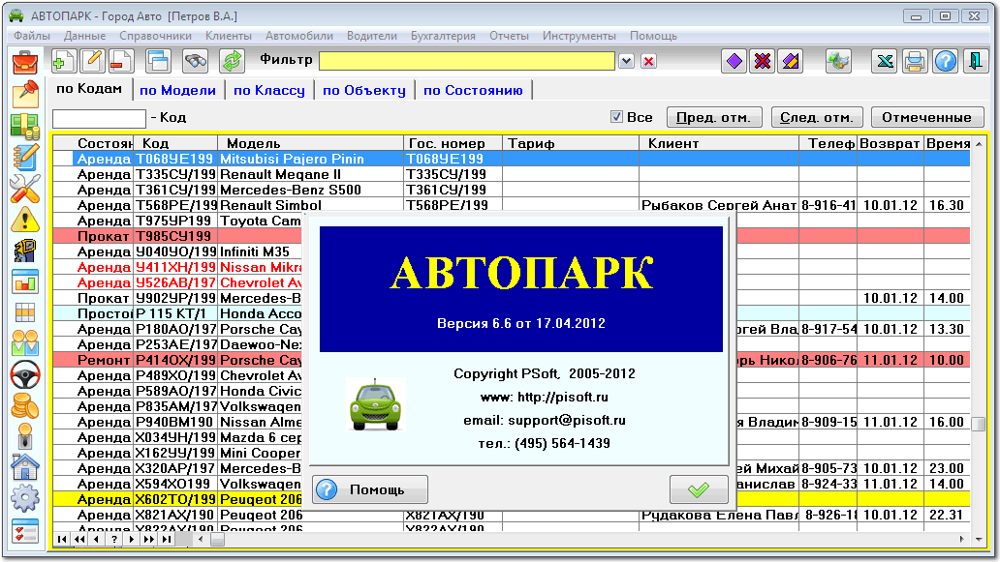 АВТОПАРК - Город Авто [Петров В.А.]
Файлы Данные Справочники Клиенты Автомобили Водители Бухгалтерия Отчеты Инструменты Помощь
Фильтр
по Кодам по Модели по Классу по Объекту по Состоянию
- Код Все Пред. отм. След. отм. Отмеченные
Состоян Код Модель Гос. номер Тариф Клиент Телеф Возврат Время
Аренда Т068УЕ199 Mitsubisi Pajero Pinin Т068УЕ199
Аренда Т335СУ/199 Renault Megane II Т335СУ/199
Аренда Т361СУ/199 Mercedes-Benz S500 Т361СУ/199
Аренда Т568РЕ/199 Renault Simbol Т568РЕ/199 Рыбаков Сергей Анат 8-916-41 10.01.12 16.30
Аренда Т975УР199 Toyota Cam
Прокат Т985СУ199
Аренда У040УО/199 Infiniti M35
Аренда У411ХН/199 Nissan Mikra
Аренда У526АВ/197 Chevrolet Av
Прокат У902УР/199 Mercedes-B 10.01.12 14.00
Простой Р 115 КТ/1 Honda Acco
Аренда Р180АО/197 Porsche Cay ргей Вла 8-917-54 10.01.12 13.30
Аренда Р253АЕ/197 Daewoo-Nex
Ремонт Р414ОХ/199 Porsche Cay орь Никол 8-906-76 11.01.12 10.00
Аренда Р489ХО/199 Chevrolet Av
Аренда Р589АО/197 Honda Civic
Аренда Р835АМ/197 Volkswagen
Аренда Р940ВМ190 Nissan Alme я Владим 8-909-15 11.01.12 16.00
Аренда Х034УН/199 Mazda 6 сер
Аренда Х162УУ/199 Mini Cooper
Аренда Х320АР/197 Mercedes-B ей Михай 8-905-73 10.01.12 23.00
Аренда Х594ХО199 Volkswagen анислав 8-924-33 11.01.12 14.00
Аренда Х602ТО/199 Peugeot 206
Аренда Х821АХ/190 Peugeot 206 Х821АХ/190 Рудакова Елена Павл 8-926-18 10.01.12 22.31
Аренда Х822АХ/190 Peugeot 206 Х822АХ/190
АВТОПАРК
Версия 6.6 от 17.04.2012
Copyright PSoft, 2005-2012
www: http://pisoft.ru
email: support@pisoft.ru
тел.: (495) 564-1439
Помощь